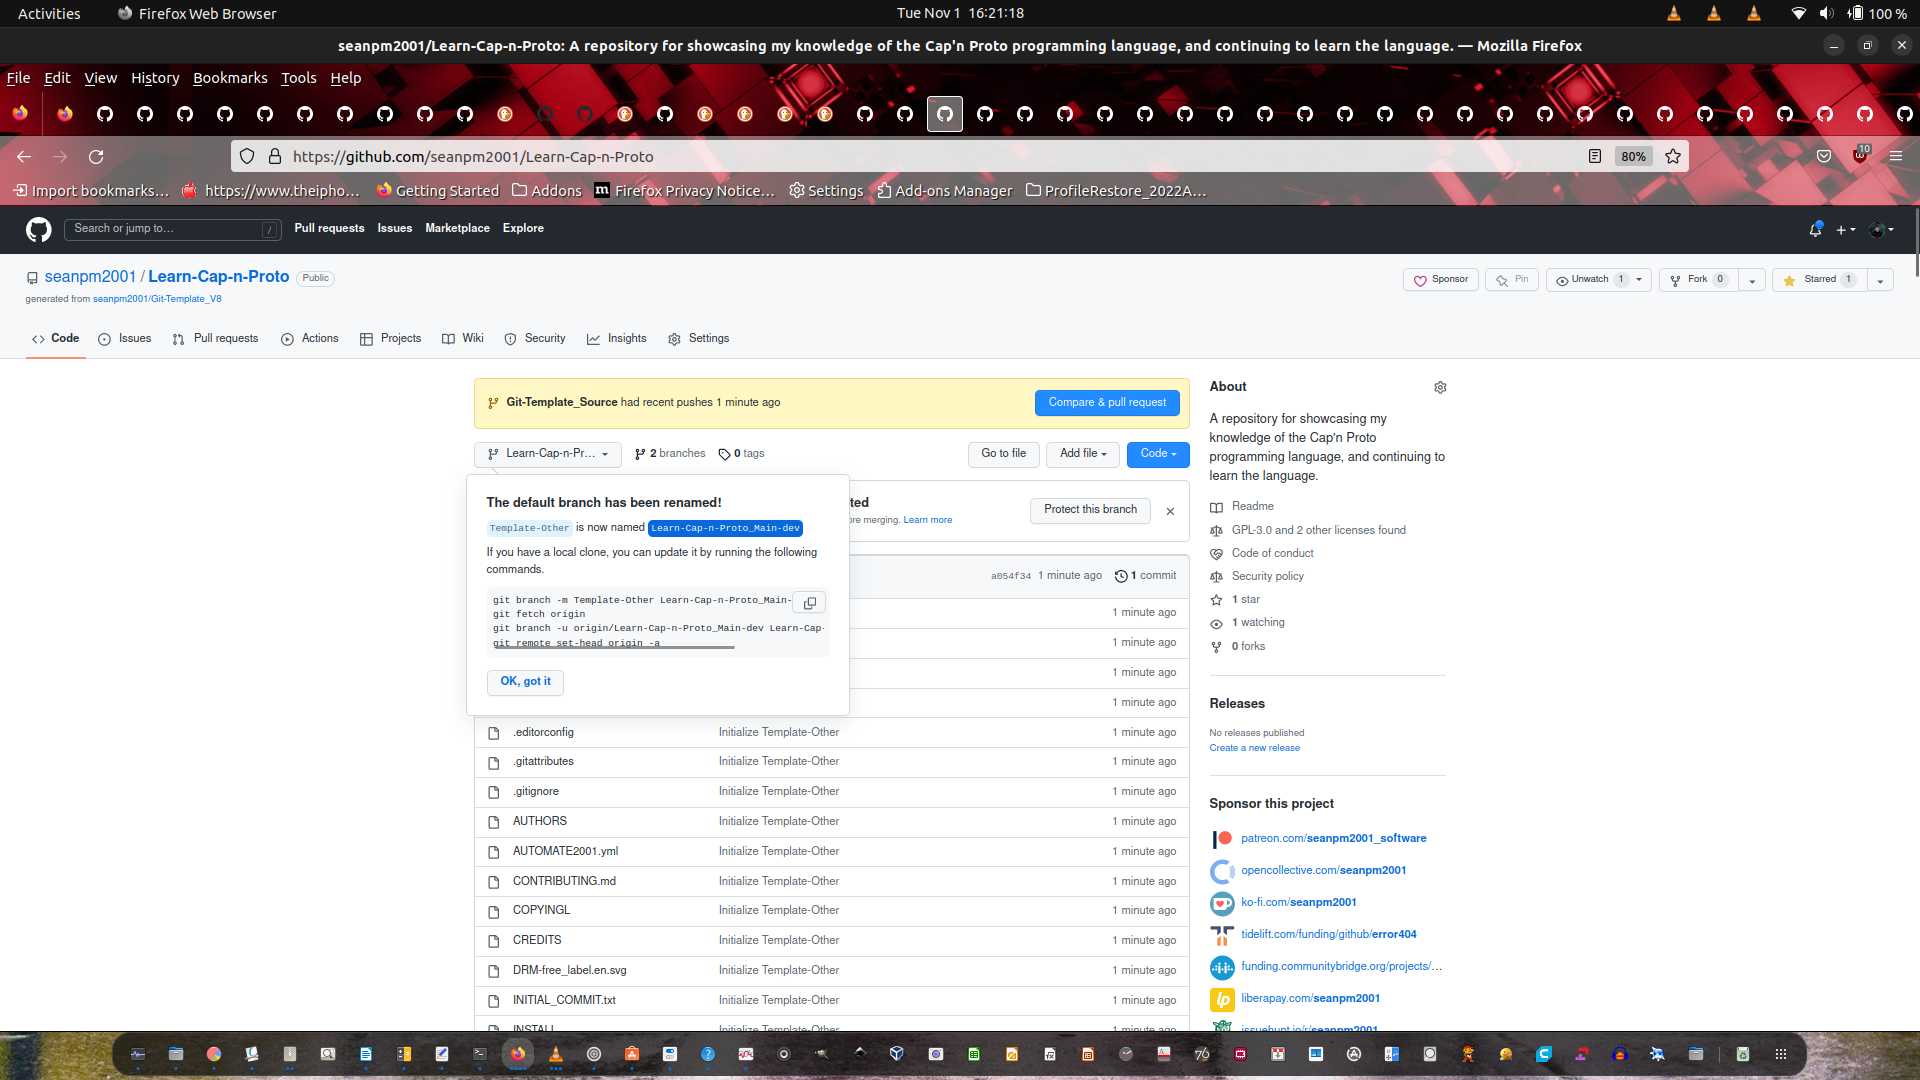 Activities
Firefox Web Browser
Tue Nov 1  16:21:18
100 %
seanpm2001/Learn-Cap-n-Proto: A repository for showcasing my knowledge of the Cap'n Proto programming language, and continuing to learn the language. — Mozilla Firefox
File Edit View History Bookmarks Tools Help
https://github.com/seanpm2001/Learn-Cap-n-Proto
80%
10
Import bookmarks…
https://www.theipho…
Getting Started
Addons
Firefox Privacy Notice…
Settings
Add-ons Manager
ProfileRestore_2022A…
Search or jump to…
/
Pull requests
Issues
Marketplace
Explore
seanpm2001 / Learn-Cap-n-Proto
Public
Sponsor
Pin
Unwatch 1
Fork 0
Starred 1
generated from seanpm2001/Git-Template_V8
Code
Issues
Pull requests
Actions
Projects
Wiki
Security
Insights
Settings
Git-Template_Source had recent pushes 1 minute ago
Compare & pull request
Learn-Cap-n-Pr…
2 branches
0 tags
Go to file
Add file
Code
The default branch has been renamed!
Template-Other is now named Learn-Cap-n-Proto_Main-dev
If you have a local clone, you can update it by running the following
commands.
git branch -m Template-Other Learn-Cap-n-Proto_Main-
git fetch origin
git branch -u origin/Learn-Cap-n-Proto_Main-dev Learn-Cap-
git remote set-head origin -a
OK, got it
ted
ore merging. Learn more
Protect this branch
a054f34 1 minute ago
1 commit
1 minute ago
1 minute ago
1 minute ago
1 minute ago
.editorconfig Initialize Template-Other 1 minute ago
.gitattributes Initialize Template-Other 1 minute ago
.gitignore Initialize Template-Other 1 minute ago
AUTHORS Initialize Template-Other 1 minute ago
AUTOMATE2001.yml Initialize Template-Other 1 minute ago
CONTRIBUTING.md Initialize Template-Other 1 minute ago
COPYINGL Initialize Template-Other 1 minute ago
CREDITS Initialize Template-Other 1 minute ago
DRM-free_label.en.svg Initialize Template-Other 1 minute ago
INITIAL_COMMIT.txt Initialize Template-Other 1 minute ago
INSTALL Initialize Template-Other 1 minute ago
About
A repository for showcasing my
knowledge of the Cap'n Proto
programming language, and continuing to
learn the language.
Readme
GPL-3.0 and 2 other licenses found
Code of conduct
Security policy
1 star
1 watching
0 forks
Releases
No releases published
Create a new release
Sponsor this project
patreon.com/seanpm2001_software
opencollective.com/seanpm2001
ko-fi.com/seanpm2001
tidelift.com/funding/github/error404
funding.communitybridge.org/projects/…
liberapay.com/seanpm2001
issuehunt.io/r/seanpm2001